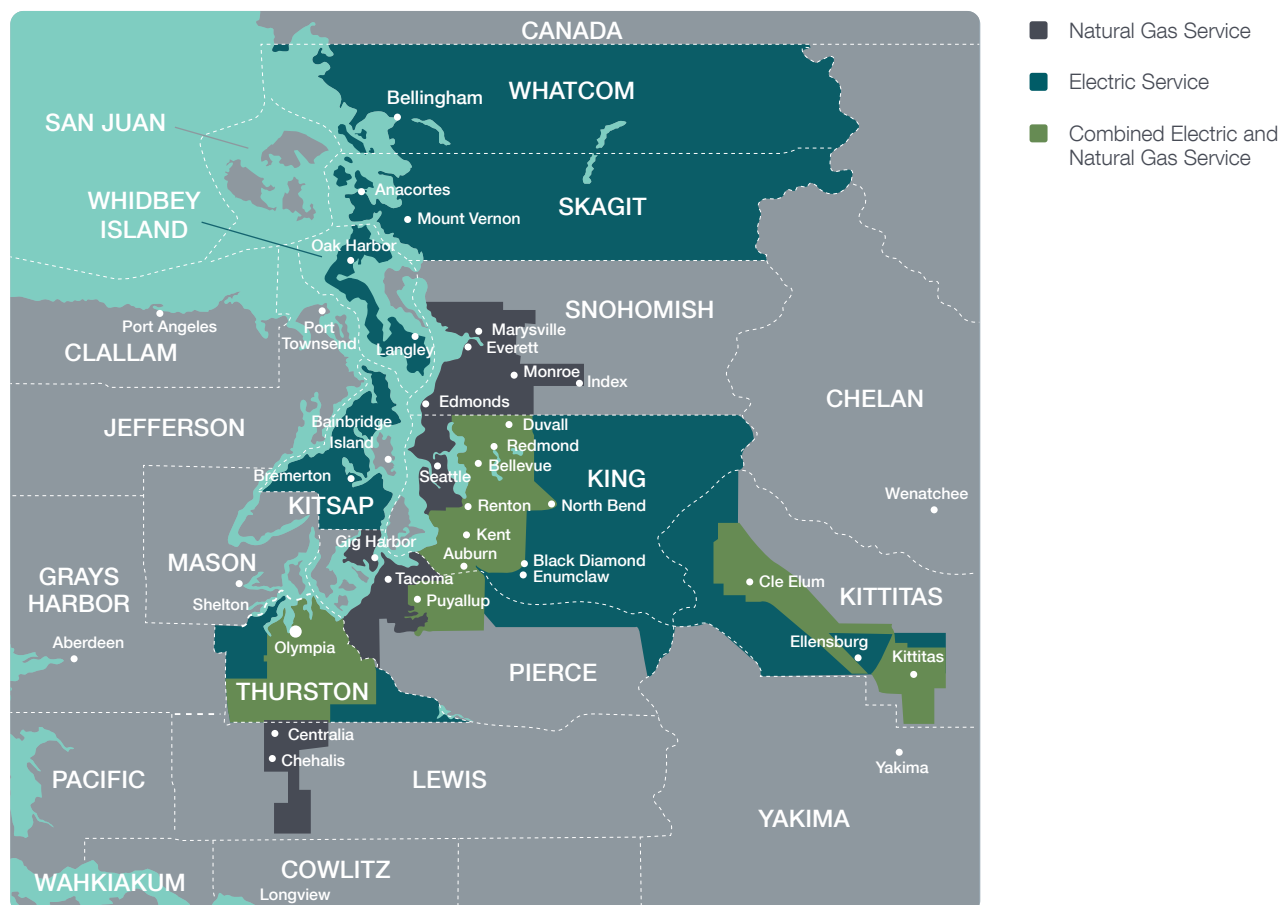 CANADA
WHATCOM
Bellingham
SAN JUAN
Anacortes
WHIDBEY
ISLAND
SKAGIT
Mount Vernon
Oak Harbor
SNOHOMISH
Port Angeles
Port
Townsend
CLALLAM
Langley
Marysville
Everett
Monroe
Index
CHELAN
Edmonds
JEFFERSON
Bainbridge
Island
Duvall
Redmond
Bellevue
Seattle
KING
Bremerton
KITSAP
Renton
North Bend
Wenatchee
Kent
Gig Harbor
Auburn
MASON
Black Diamond
Enumclaw
Tacoma
Cle Elum
GRAYS
HARBOR
Shelton
Puyallup
KITTITAS
Aberdeen
Olympia
Ellensburg
Kittitas
PIERCE
THURSTON
Centralia
Chehalis
PACIFIC
LEWIS
Yakima
YAKIMA
COWLITZ
WAHKIAKUM
Longview
Natural Gas Service
Electric Service
Combined Electric and
Natural Gas Service